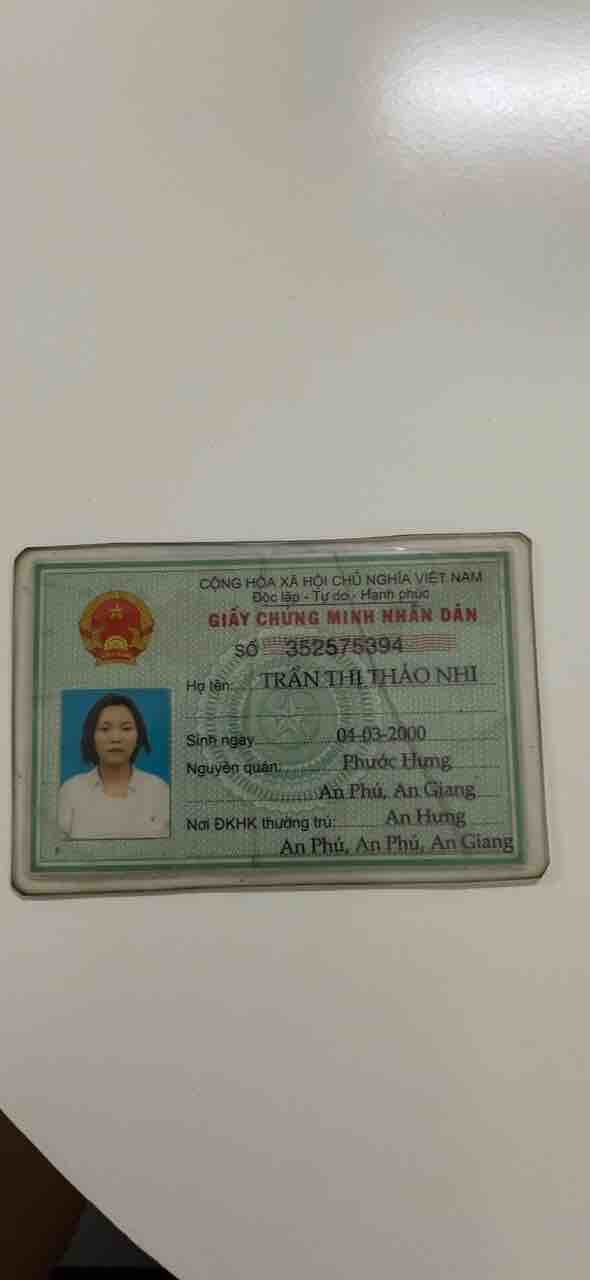 CỘNG HÒA XÃ HỘI CHỦ NGHĨA VIỆT NAM
Độc lập - Tự do - Hạnh phúc
GIẤY CHỨNG MINH NHÂN DÂN
SỐ 352575394
Họ tên: TRẦN THỊ THẢO NHI
Sinh ngày 04-03-2000
Nguyên quán: Phước Hưng
An Phú, An Giang
Nơi ĐKHK thường trú: An Hưng
An Phú, An Phú, An Giang